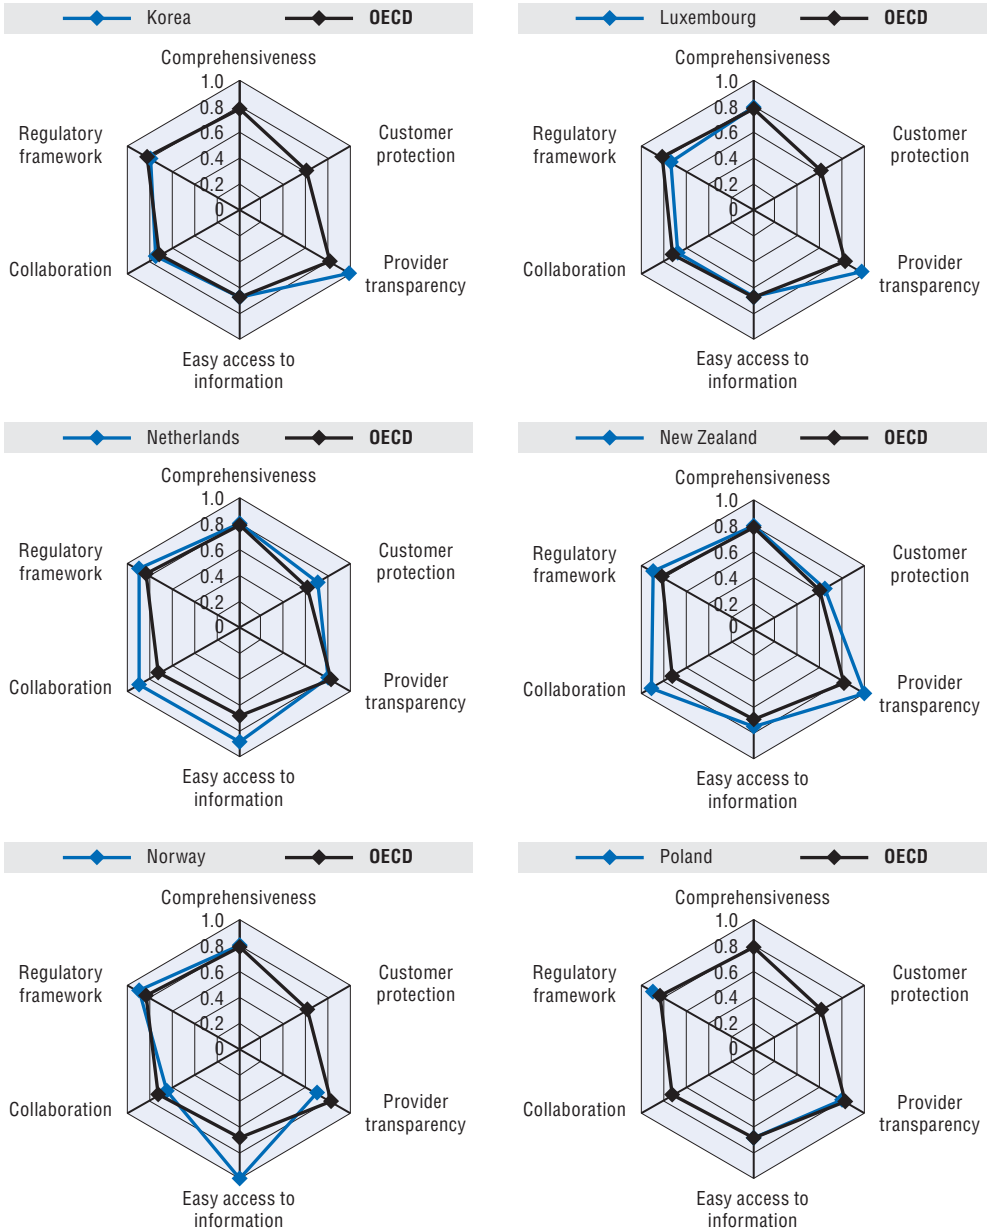 Korea OECD
Comprehensiveness
1.0
0.8
0.6
0.4
0.2
0
Regulatory
framework
Customer
protection
Collaboration
Provider
transparency
Easy access to
information
Luxembourg OECD
Comprehensiveness
1.0
0.8
0.6
0.4
0.2
0
Regulatory
framework
Customer
protection
Collaboration
Provider
transparency
Easy access to
information
Netherlands OECD
Comprehensiveness
1.0
0.8
0.6
0.4
0.2
0
Regulatory
framework
Customer
protection
Collaboration
Provider
transparency
Easy access to
information
New Zealand OECD
Comprehensiveness
1.0
0.8
0.6
0.4
0.2
0
Regulatory
framework
Customer
protection
Collaboration
Provider
transparency
Easy access to
information
Norway OECD
Comprehensiveness
1.0
0.8
0.6
0.4
0.2
0
Regulatory
framework
Customer
protection
Collaboration
Provider
transparency
Easy access to
information
Poland OECD
Comprehensiveness
1.0
0.8
0.6
0.4
0.2
0
Regulatory
framework
Customer
protection
Collaboration
Provider
transparency
Easy access to
information